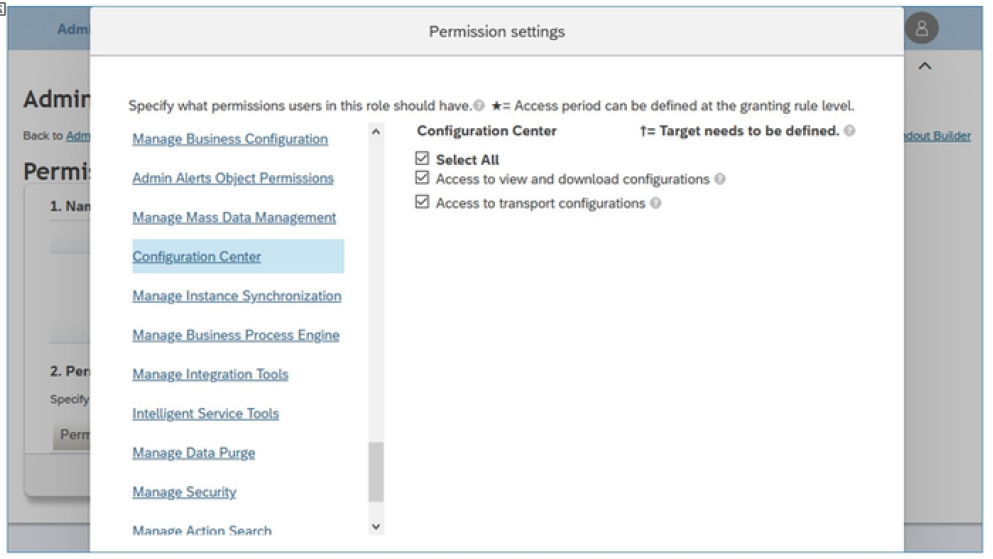 Permission settings
Adm
Admin
Back to Adm
Permi
1. Nan
2. Per
Specify
Perm
ndout Builder
Specify what permissions users in this role should have. ★= Access period can be defined at the granting rule level.
Manage Business Configuration
Admin Alerts Object Permissions
Manage Mass Data Management
Configuration Center
Manage Instance Synchronization
Manage Business Process Engine
Manage Integration Tools
Intelligent Service Tools
Manage Data Purge
Manage Security
Manage Action Search
Configuration Center †= Target needs to be defined.
Select All
Access to view and download configurations
Access to transport configurations